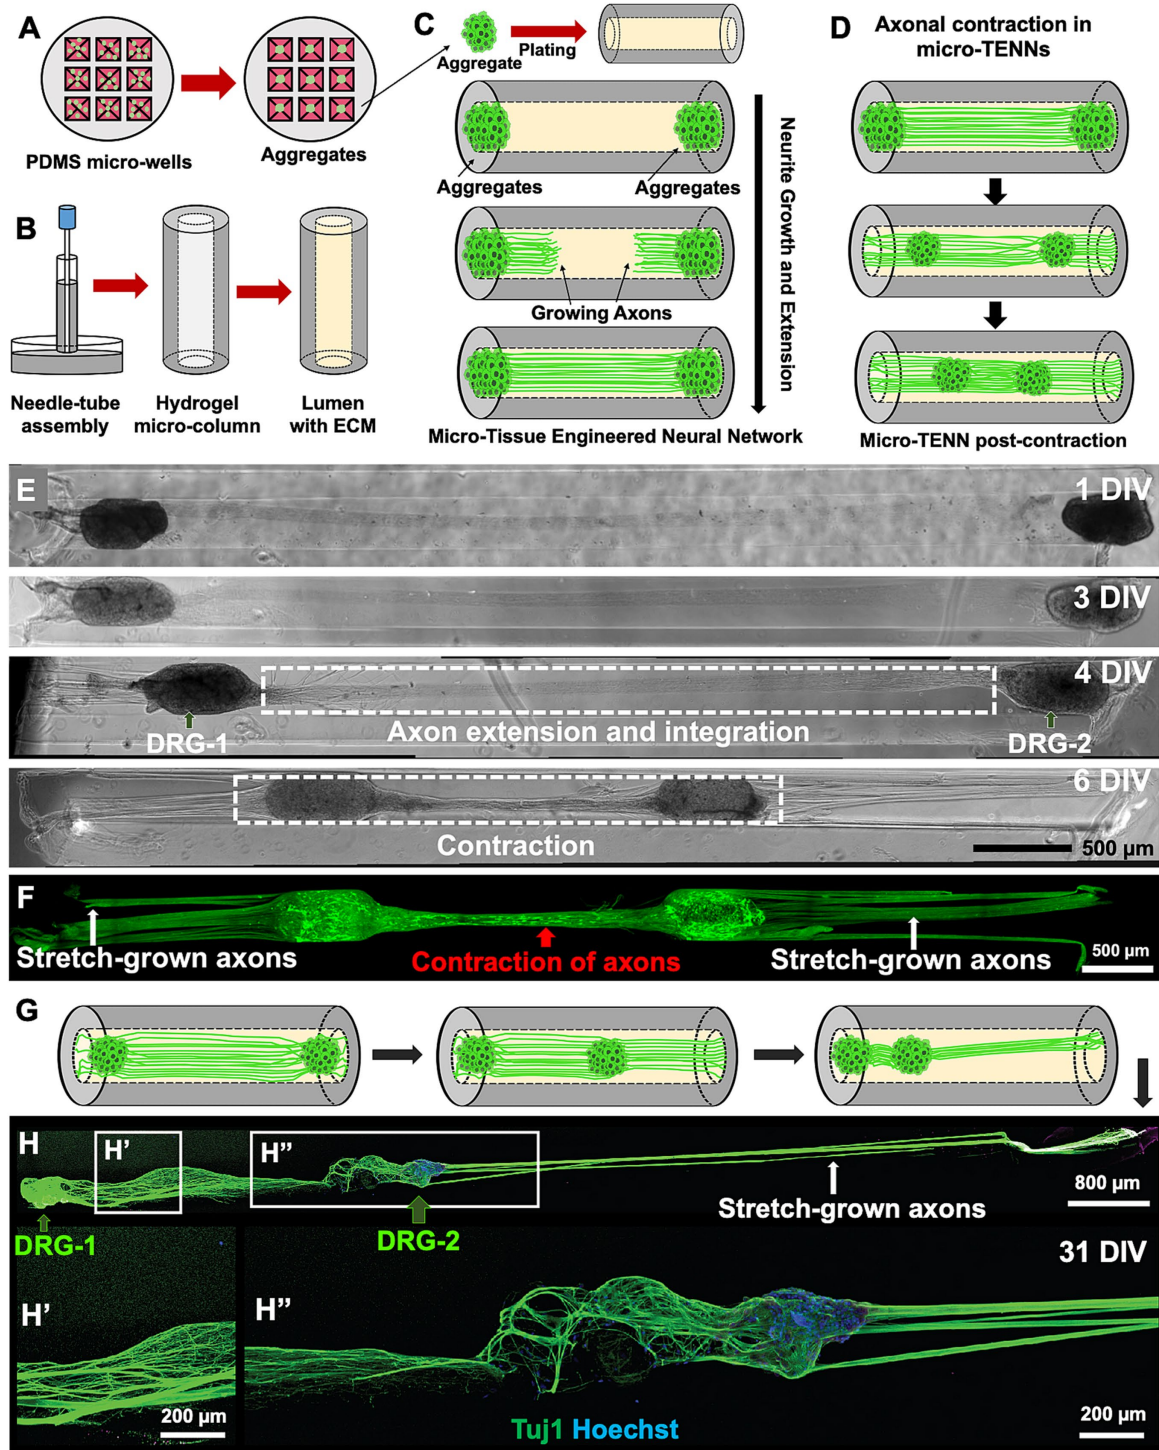 A
PDMS micro-wells
Aggregates
B
Needle-tube
assembly
Hydrogel
micro-column
Lumen
with ECM
C
Aggregate
Plating
Aggregates
Aggregates
Growing Axons
Neurite Growth and Extension
Micro-Tissue Engineered Neural Network
D
Axonal contraction in
micro-TENNs
Micro-TENN post-contraction
E
1 DIV
3 DIV
4 DIV
DRG-1
Axon extension and integration
DRG-2
6 DIV
Contraction
500 µm
F
Stretch-grown axons
Contraction of axons
Stretch-grown axons
500 µm
G
H
H'
H"
DRG-1
DRG-2
Stretch-grown axons
800 µm
31 DIV
H'
200 µm
H"
Tuj1 Hoechst
200 µm